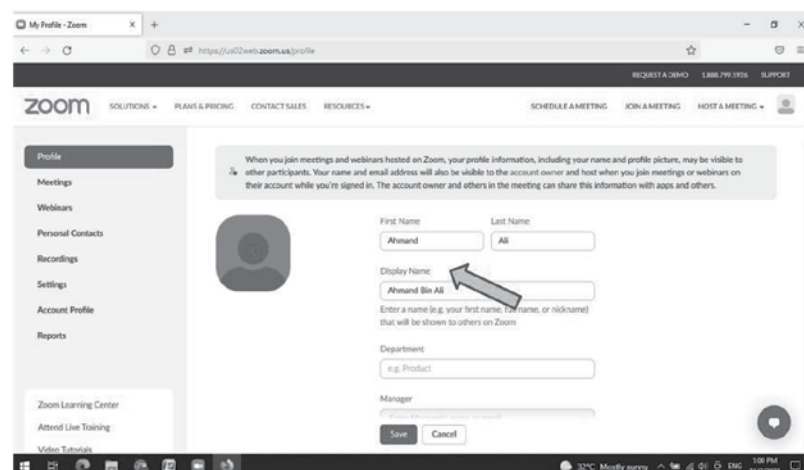 My Profile - Zoom
https://us02web.zoom.us/profile
REQUEST A DEMO 1.888.799.5926 SUPPORT
zoom SOLUTIONS PLANS & PRICING CONTACT SALES RESOURCES SCHEDULE A MEETING JOIN A MEETING HOST A MEETING
Profile
Meetings
Webinars
Personal Contacts
Recordings
Settings
Account Profile
Reports
Zoom Learning Center
Attend Live Training
Video Tutorials
When you join meetings and webinars hosted on Zoom, your profile information, including your name and profile picture, may be visible to
other participants. Your name and email address will also be visible to the account owner and host when you join meetings or webinars on
their account while you're signed in. The account owner and others in the meeting can share this information with apps and others.
First Name Last Name
Ahmand Ali
Display Name
Ahmand Bin Ali
Enter a name (e.g. your first name, full name, or nickname)
that will be shown to others on Zoom
Department
e.g. Product
Manager
Save Cancel
32°C Mostly sunny ENG 1:08 PM